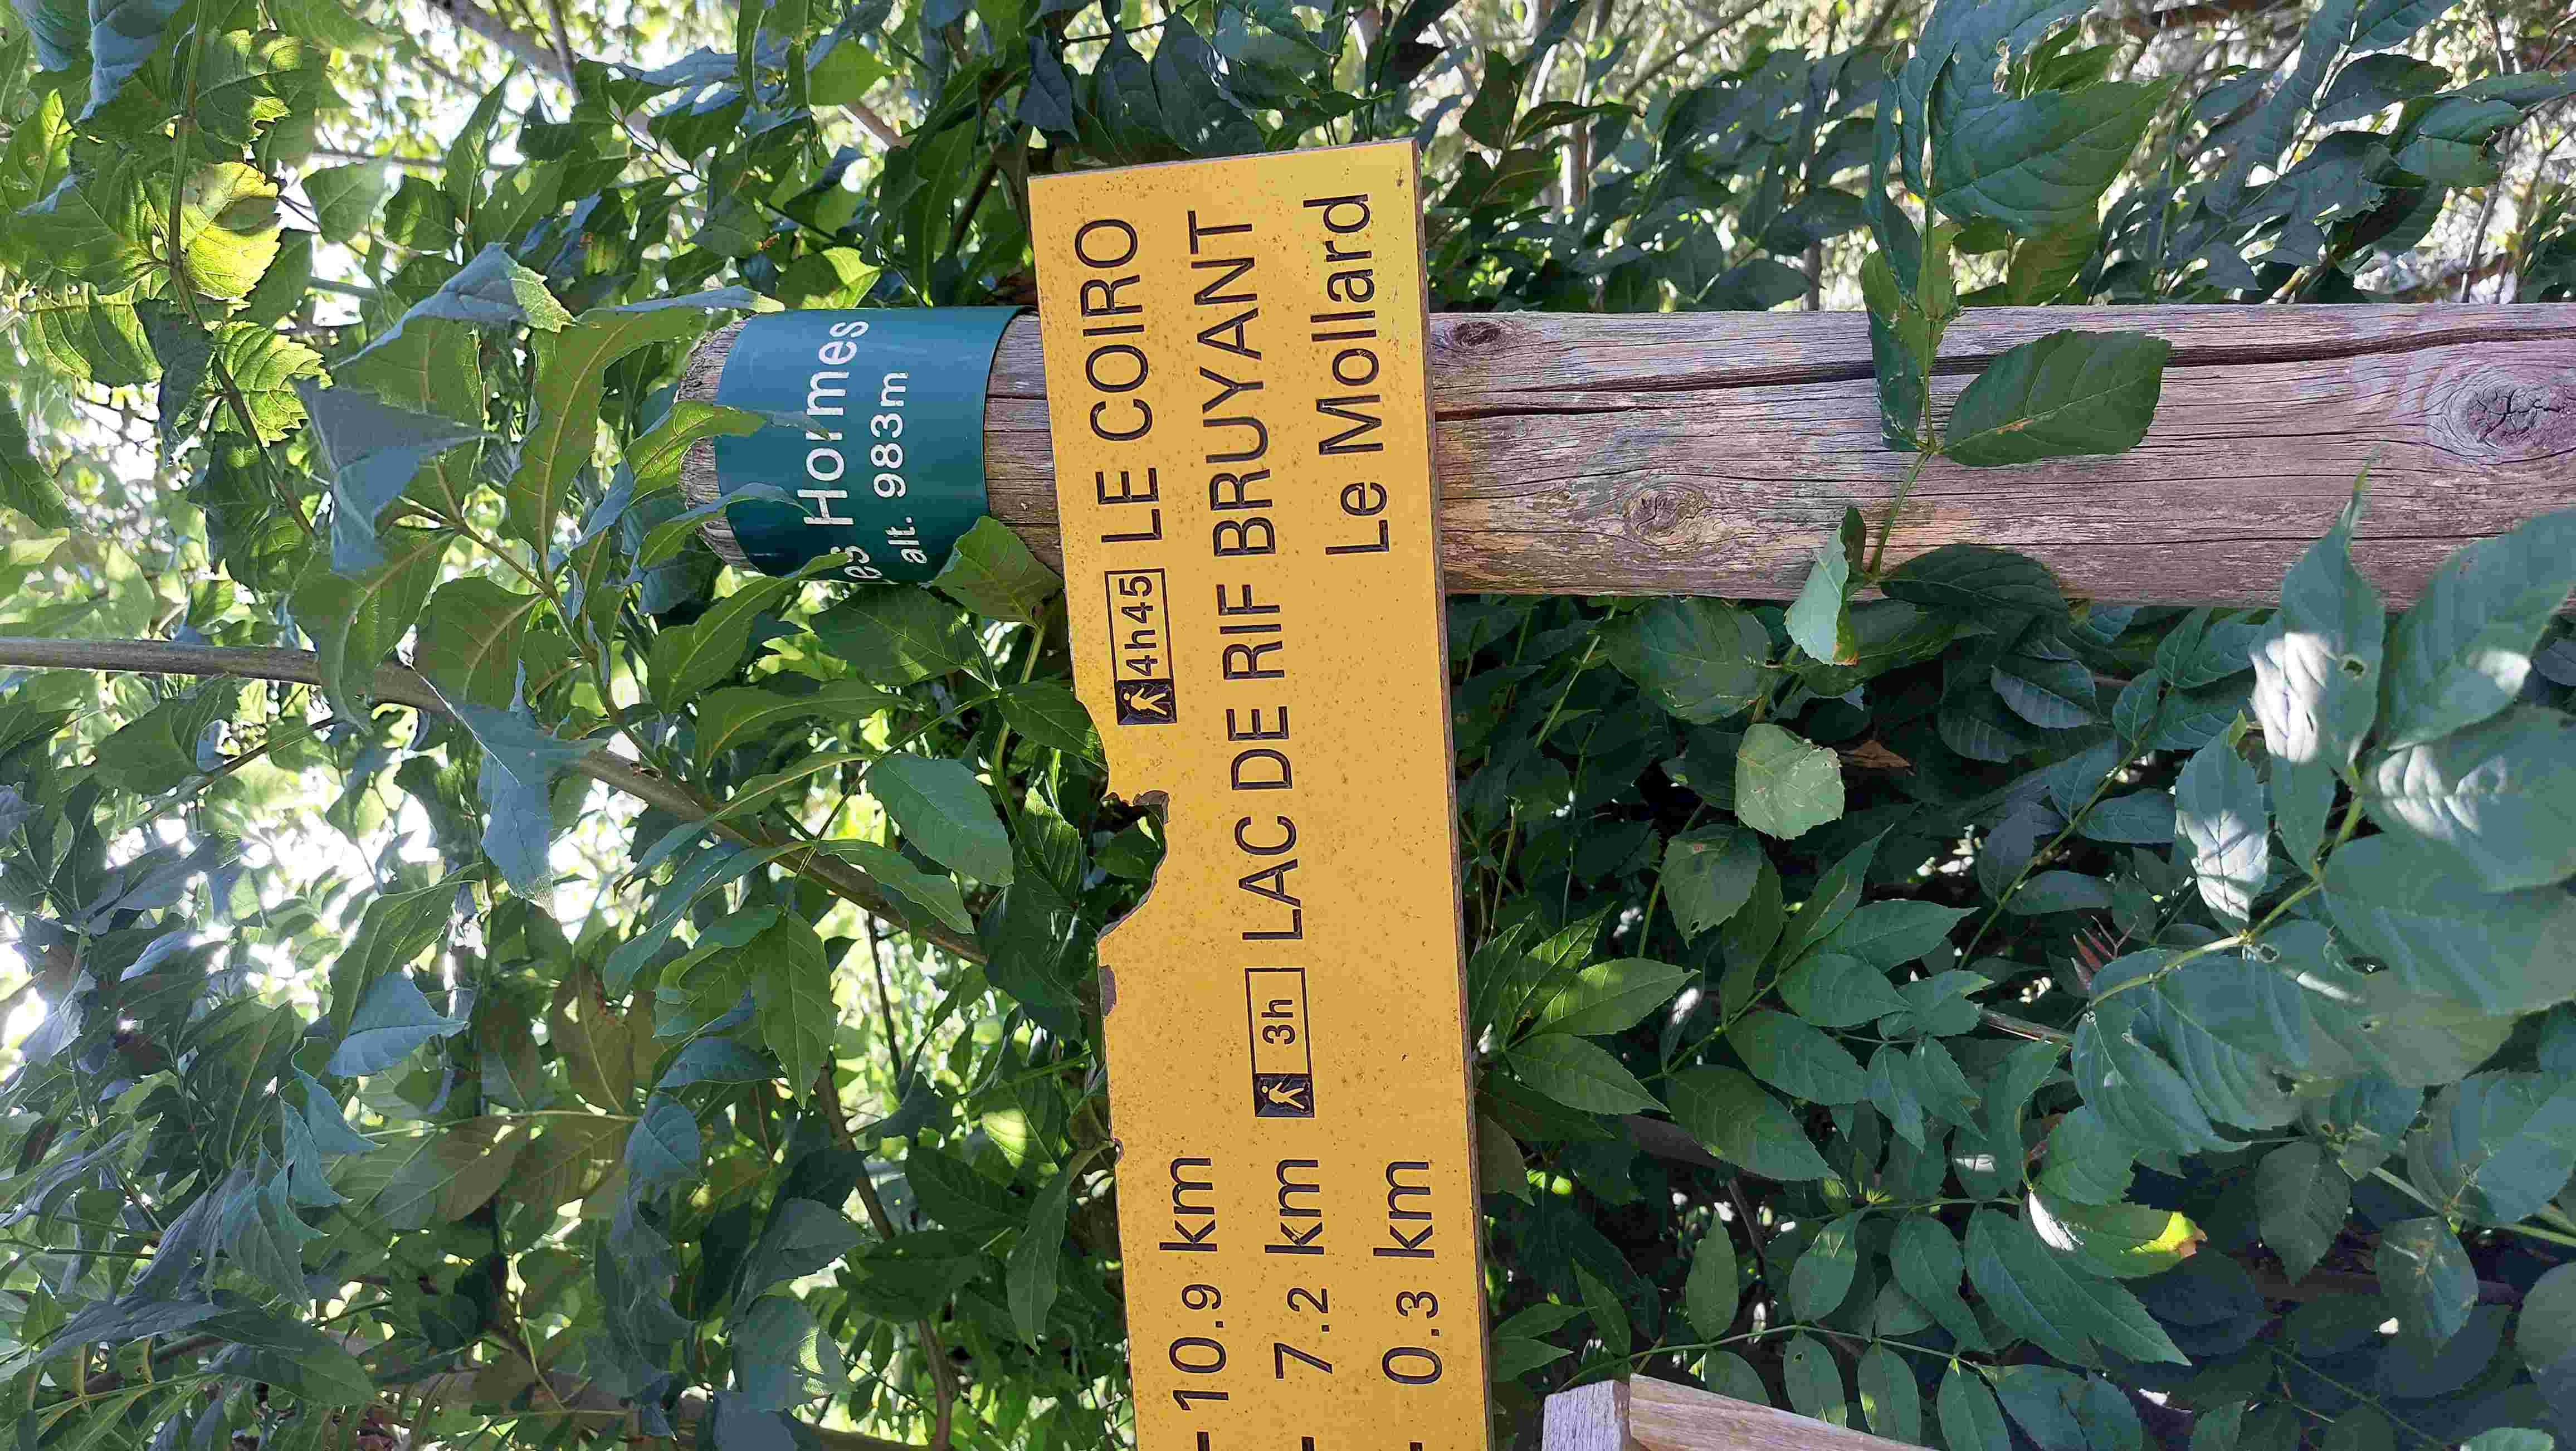 Les Hormes
alt. 983m
10.9 km 4h45 LE COIRO
7.2 km 3h LAC DE RIF BRUYANT
0.3 km Le Mollard